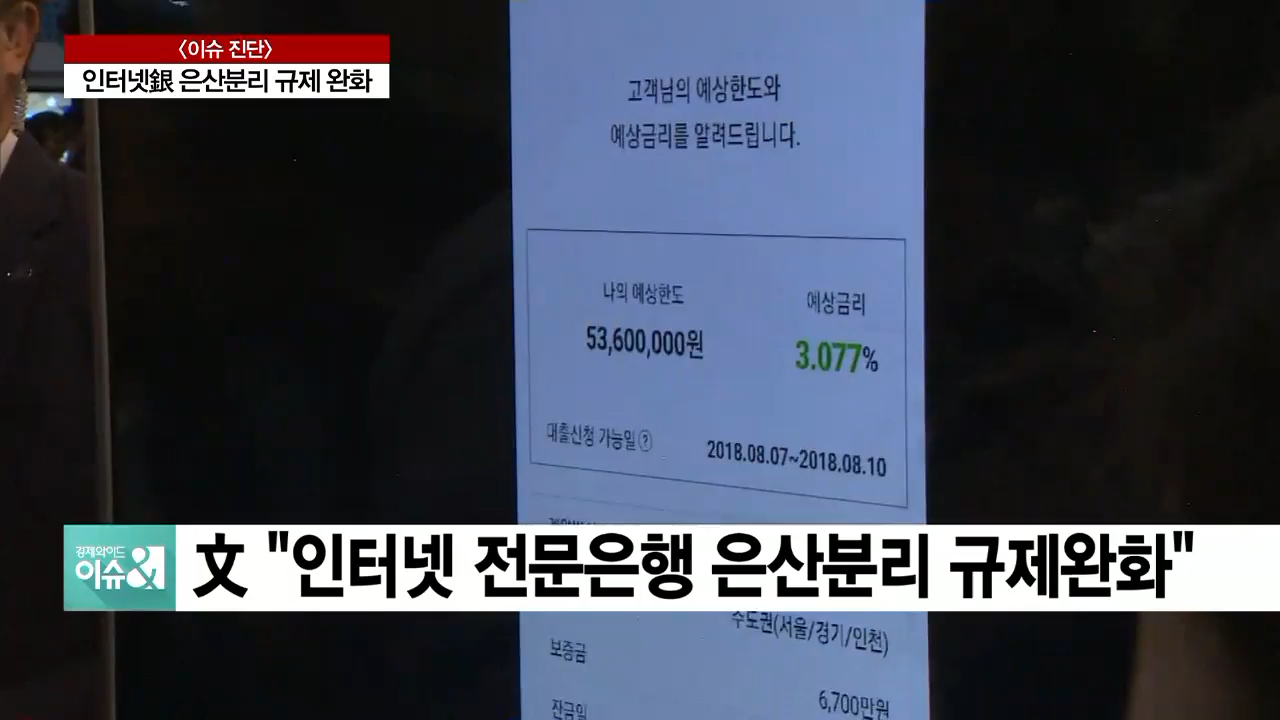 <이슈 진단>
인터넷銀 은산분리 규제 완화
고객님의 예상한도와
예상금리를 알려드립니다.
나의 예상한도
예상금리
53,600,000원
3.077%
대출신청 가능일?
2018.08.07~2018.08.10
경제와이드
이슈&
文 "인터넷 전문은행 은산분리 규제완화"
수도권(서울/경기/인천)
보증금
6,700만원
잔금일